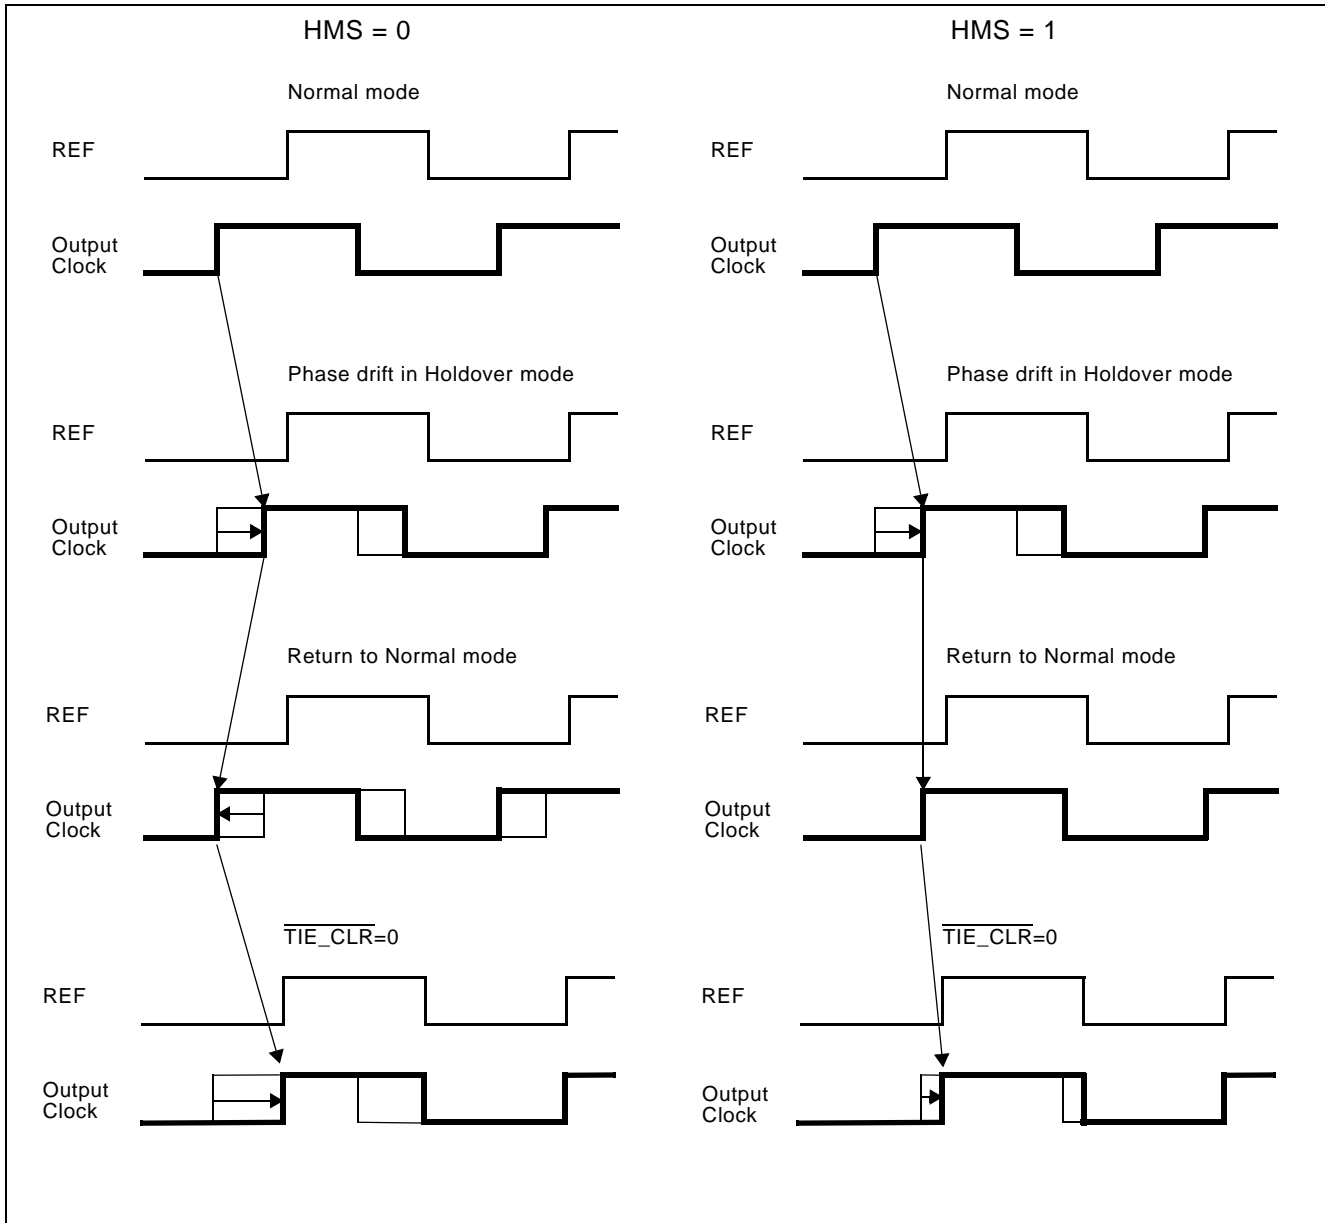 HMS = 0
Normal mode
REF
Output
Clock
Phase drift in Holdover mode
REF
Output
Clock
Return to Normal mode
REF
Output
Clock
TIE_CLR=0
REF
Output
Clock
HMS = 1
Normal mode
REF
Output
Clock
Phase drift in Holdover mode
REF
Output
Clock
Return to Normal mode
REF
Output
Clock
TIE_CLR=0
REF
Output
Clock